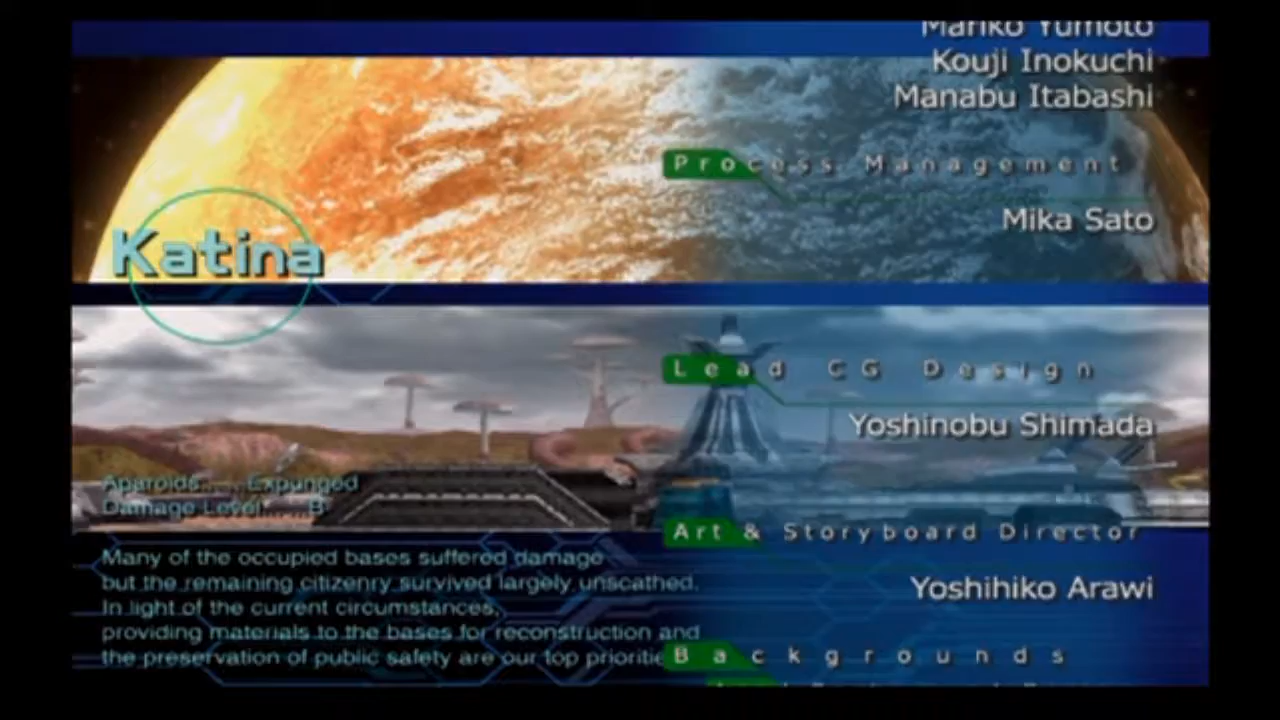 Mariko Yumoto
Kouji Inokuchi
Manabu Itabashi
Process Management
Mika Sato
Katina
Lead CG Design
Yoshinobu Shimada
Aparoids......Expunged
Damage Level......B
Art & Storyboard Director
Many of the occupied bases suffered damage
but the remaining citizenry survived largely unscathed.
In light of the current circumstances,
providing materials to the bases for reconstruction and
the preservation of public safety are our top prioritie
Yoshihiko Arawi
Backgrounds